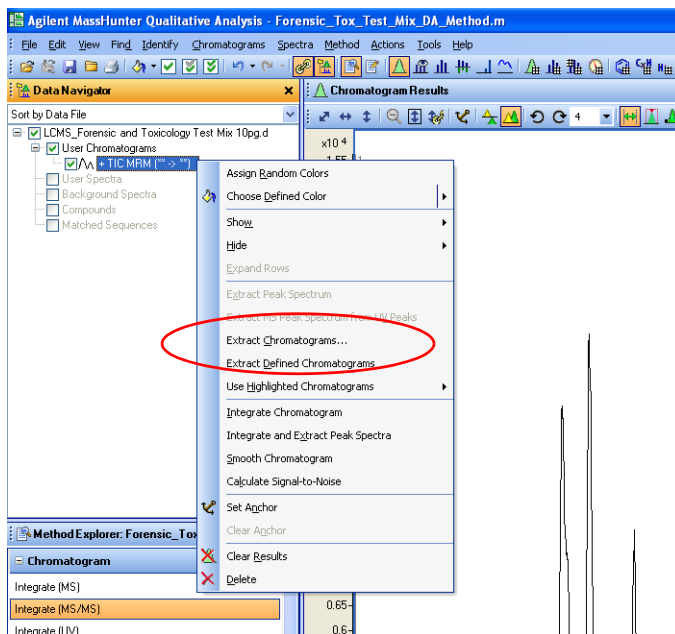 Agilent MassHunter Qualitative Analysis - Forensic_Tox_Test_Mix_DA_Method.m
File Edit View Find Identify Chromatograms Spectra Method Actions Tools Help
Data Navigator
Chromatogram Results
Sort by Data File
4
LCMS_Forensic and Toxicology Test Mix 10pg.d
User Chromatograms
+ TIC MRM ("" -> "")
User Spectra
Background Spectra
Compounds
Matched Sequences
x10 4
1.55
1
Assign Random Colors
Choose Defined Color
Show
Hide
Expand Rows
Extract Peak Spectrum
Extract MS Peak Spectrum from UV Peaks
Extract Chromatograms...
Extract Defined Chromatograms
Use Highlighted Chromatograms
Integrate Chromatogram
Integrate and Extract Peak Spectra
Smooth Chromatogram
Calculate Signal-to-Noise
Set Anchor
Clear Anchor
Clear Results
Delete
Method Explorer: Forensic_To
Chromatogram
Integrate (MS)
Integrate (MS/MS)
Integrate (UV)
0.65
0.6